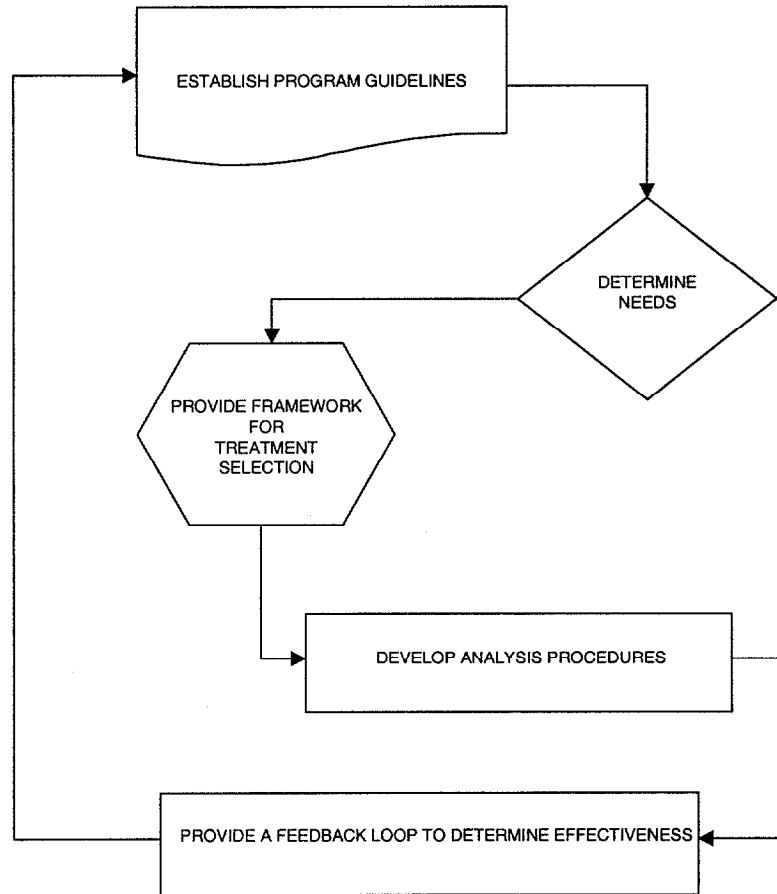 ESTABLISH PROGRAM GUIDELINES
DETERMINE
NEEDS
PROVIDE FRAMEWORK
FOR
TREATMENT
SELECTION
DEVELOP ANALYSIS PROCEDURES
PROVIDE A FEEDBACK LOOP TO DETERMINE EFFECTIVENESS